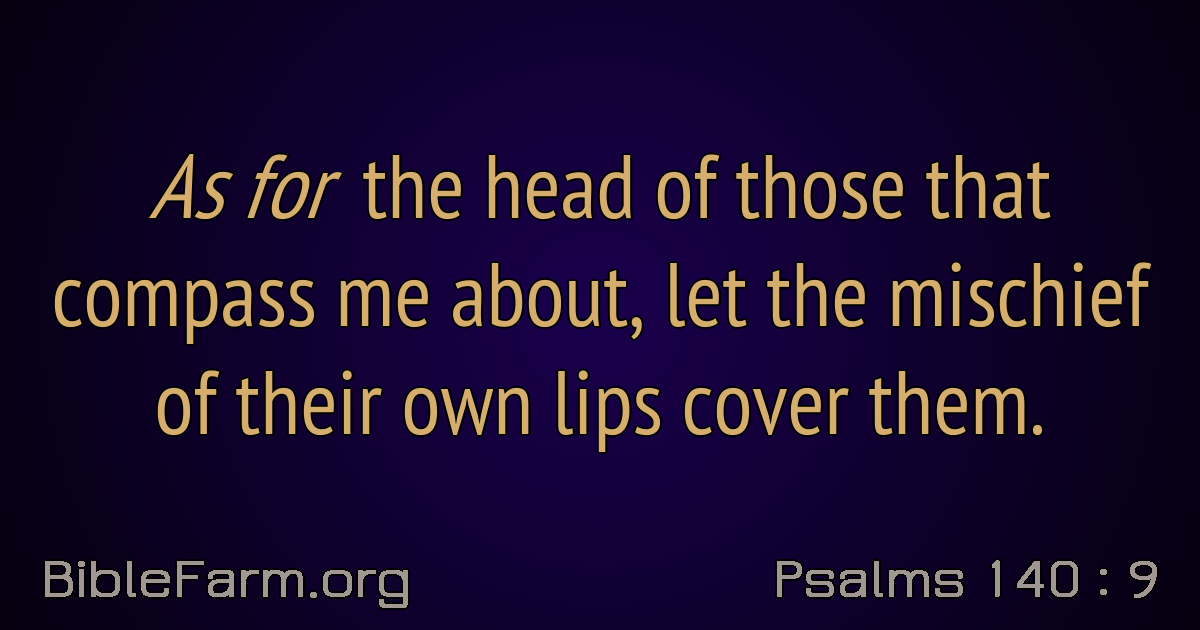 As for the head of those that
compass me about, let the mischief
of their own lips cover them.
BibleFarm.org
Psalms 140 : 9